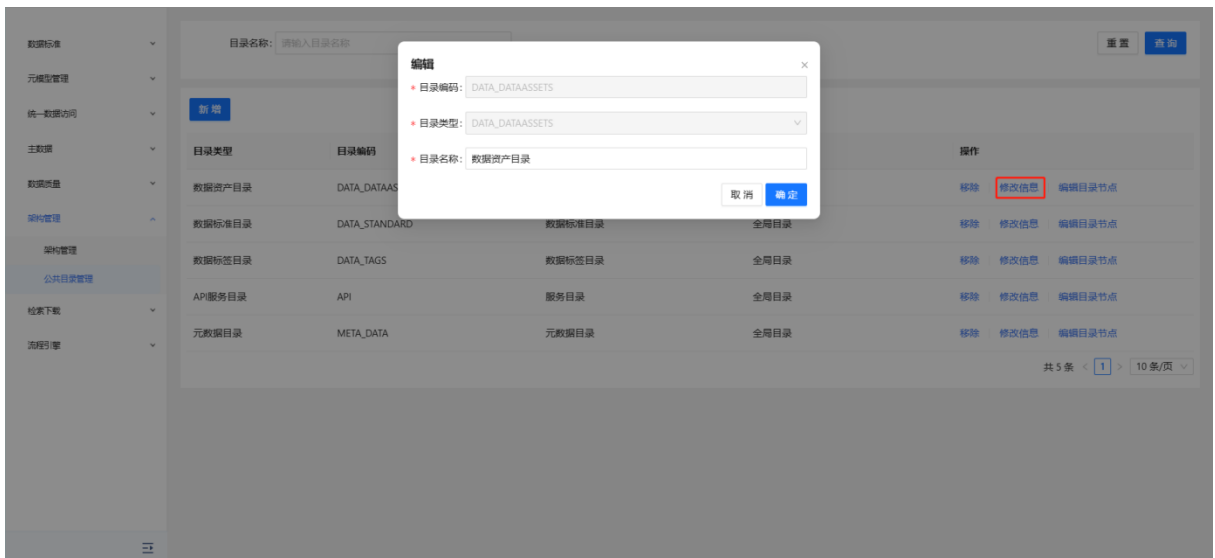 数据标准
元模型管理
统一数据访问
主数据
数据质量
架构管理
架构管理
公共目录管理
检索下载
流程引擎
目录名称: 请输入目录名称
重置 查询
新增
编辑
* 目录编码: DATA_DATAASSETS
* 目录类型: DATA_DATAASSETS
* 目录名称: 数据资产目录
取消 确定
目录类型 目录编码 操作
数据资产目录 DATA_DATAAS 移除 修改信息 编辑目录节点
数据标准目录 DATA_STANDARD 数据标准目录 全局目录 移除 修改信息 编辑目录节点
数据标签目录 DATA_TAGS 数据标签目录 全局目录 移除 修改信息 编辑目录节点
API服务目录 API 服务目录 全局目录 移除 修改信息 编辑目录节点
元数据目录 META_DATA 元数据目录 全局目录 移除 修改信息 编辑目录节点
共 5 条 < 1 > 10 条/页